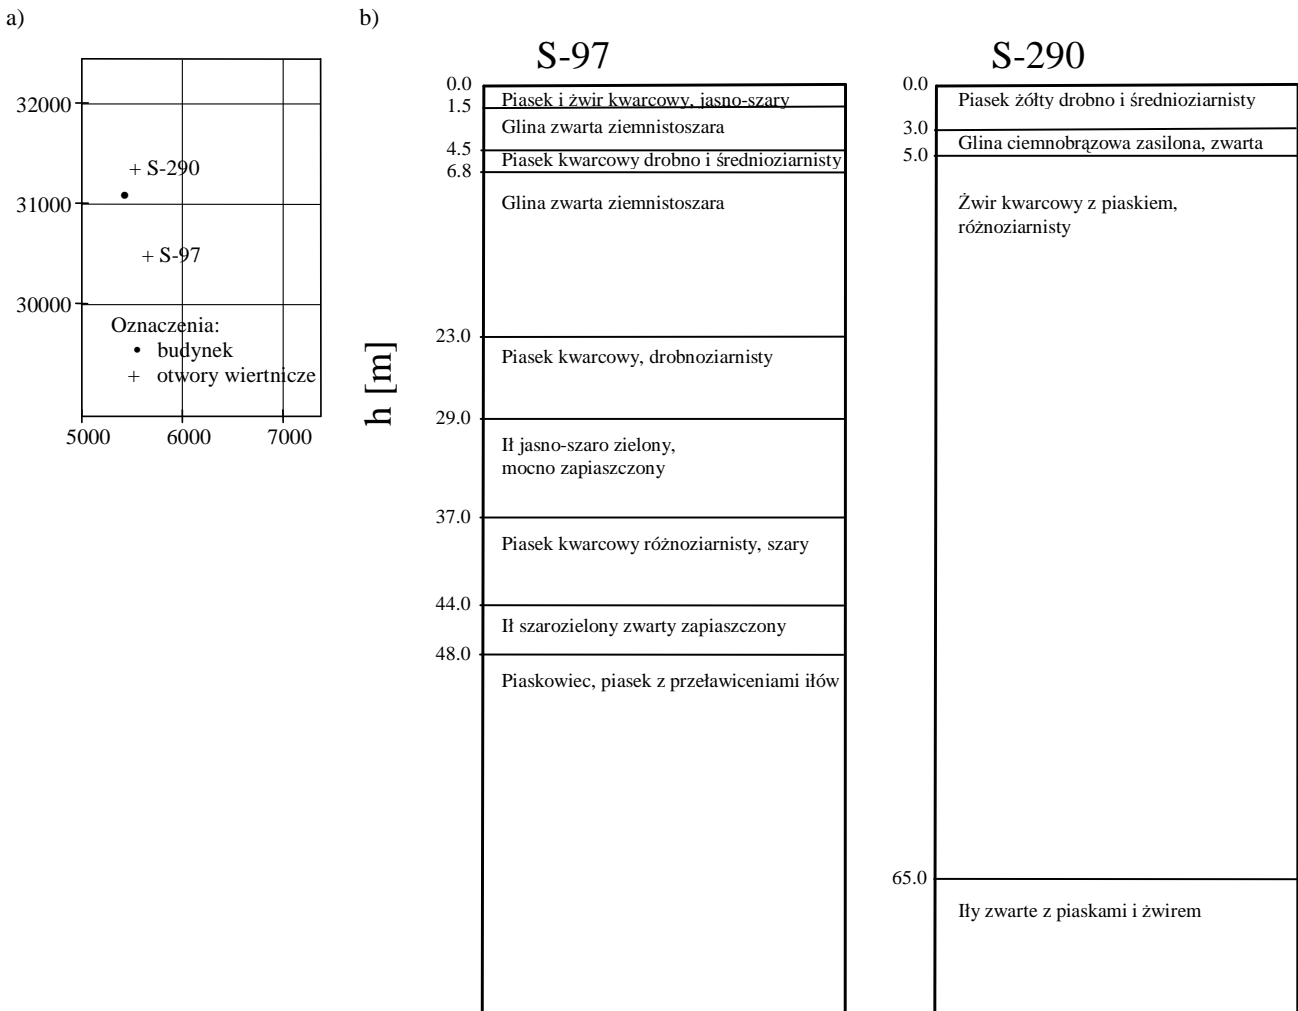 a)
32000
31000
30000
+ S-290
+ S-97
Oznaczenia:
• budynek
+ otwory wiertnicze
5000 6000 7000
b)
h [m]
S-97
0.0
Piasek i żwir kwarcowy, jasno-szary
1.5
Glina zwarta ziemnistoszara
4.5
Piasek kwarcowy drobno i średnioziarnisty
6.8
Glina zwarta ziemnistoszara
23.0
Piasek kwarcowy, drobnoziarnisty
29.0
Ił jasno-szaro zielony,
mocno zapiaszczony
37.0
Piasek kwarcowy różnoziarnisty, szary
44.0
Ił szarozielony zwarty zapiaszczony
48.0
Piaskowiec, piasek z przeławiceniami iłów
S-290
0.0
Piasek żółty drobno i średnioziarnisty
3.0
Glina ciemnobrązowa zasilona, zwarta
5.0
Żwir kwarcowy z piaskiem,
różnoziarnisty
65.0
Iły zwarte z piaskami i żwirem